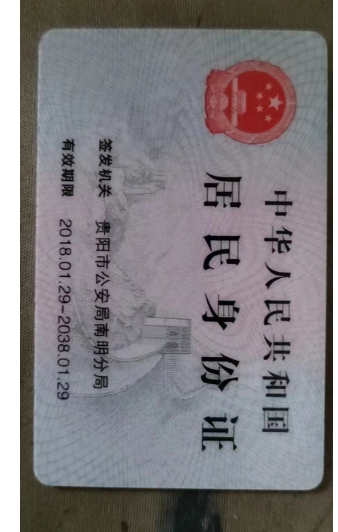 中华人民共和国
居民身份证
签发机关 贵阳市公安局南明分局
有效期限 2018.01.29-2038.01.29